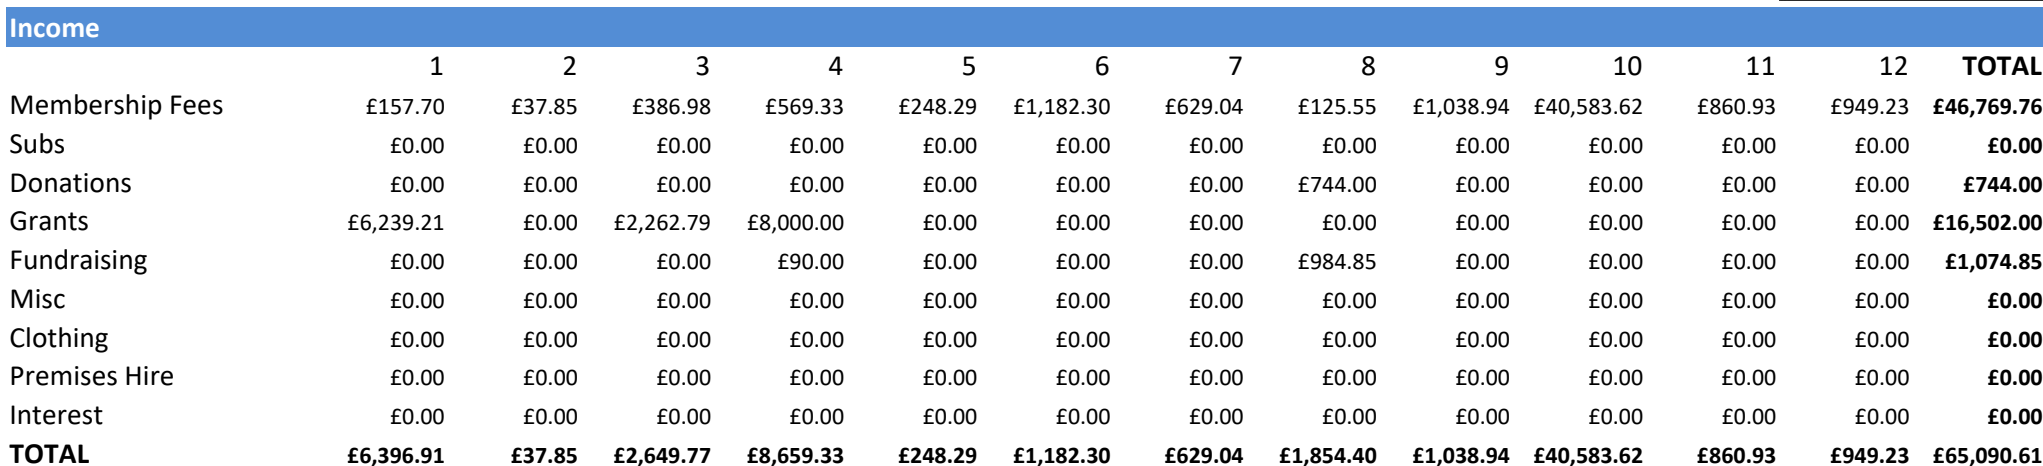 Income
1 2 3 4 5 6 7 8 9 10 11 12 TOTAL
Membership Fees £157.70 £37.85 £386.98 £569.33 £248.29 £1,182.30 £629.04 £125.55 £1,038.94 £40,583.62 £860.93 £949.23 £46,769.76
Subs £0.00 £0.00 £0.00 £0.00 £0.00 £0.00 £0.00 £0.00 £0.00 £0.00 £0.00 £0.00 £0.00
Donations £0.00 £0.00 £0.00 £0.00 £0.00 £0.00 £0.00 £744.00 £0.00 £0.00 £0.00 £0.00 £744.00
Grants £6,239.21 £0.00 £2,262.79 £8,000.00 £0.00 £0.00 £0.00 £0.00 £0.00 £0.00 £0.00 £0.00 £16,502.00
Fundraising £0.00 £0.00 £0.00 £90.00 £0.00 £0.00 £0.00 £984.85 £0.00 £0.00 £0.00 £0.00 £1,074.85
Misc £0.00 £0.00 £0.00 £0.00 £0.00 £0.00 £0.00 £0.00 £0.00 £0.00 £0.00 £0.00 £0.00
Clothing £0.00 £0.00 £0.00 £0.00 £0.00 £0.00 £0.00 £0.00 £0.00 £0.00 £0.00 £0.00 £0.00
Premises Hire £0.00 £0.00 £0.00 £0.00 £0.00 £0.00 £0.00 £0.00 £0.00 £0.00 £0.00 £0.00 £0.00
Interest £0.00 £0.00 £0.00 £0.00 £0.00 £0.00 £0.00 £0.00 £0.00 £0.00 £0.00 £0.00 £0.00
TOTAL £6,396.91 £37.85 £2,649.77 £8,659.33 £248.29 £1,182.30 £629.04 £1,854.40 £1,038.94 £40,583.62 £860.93 £949.23 £65,090.61